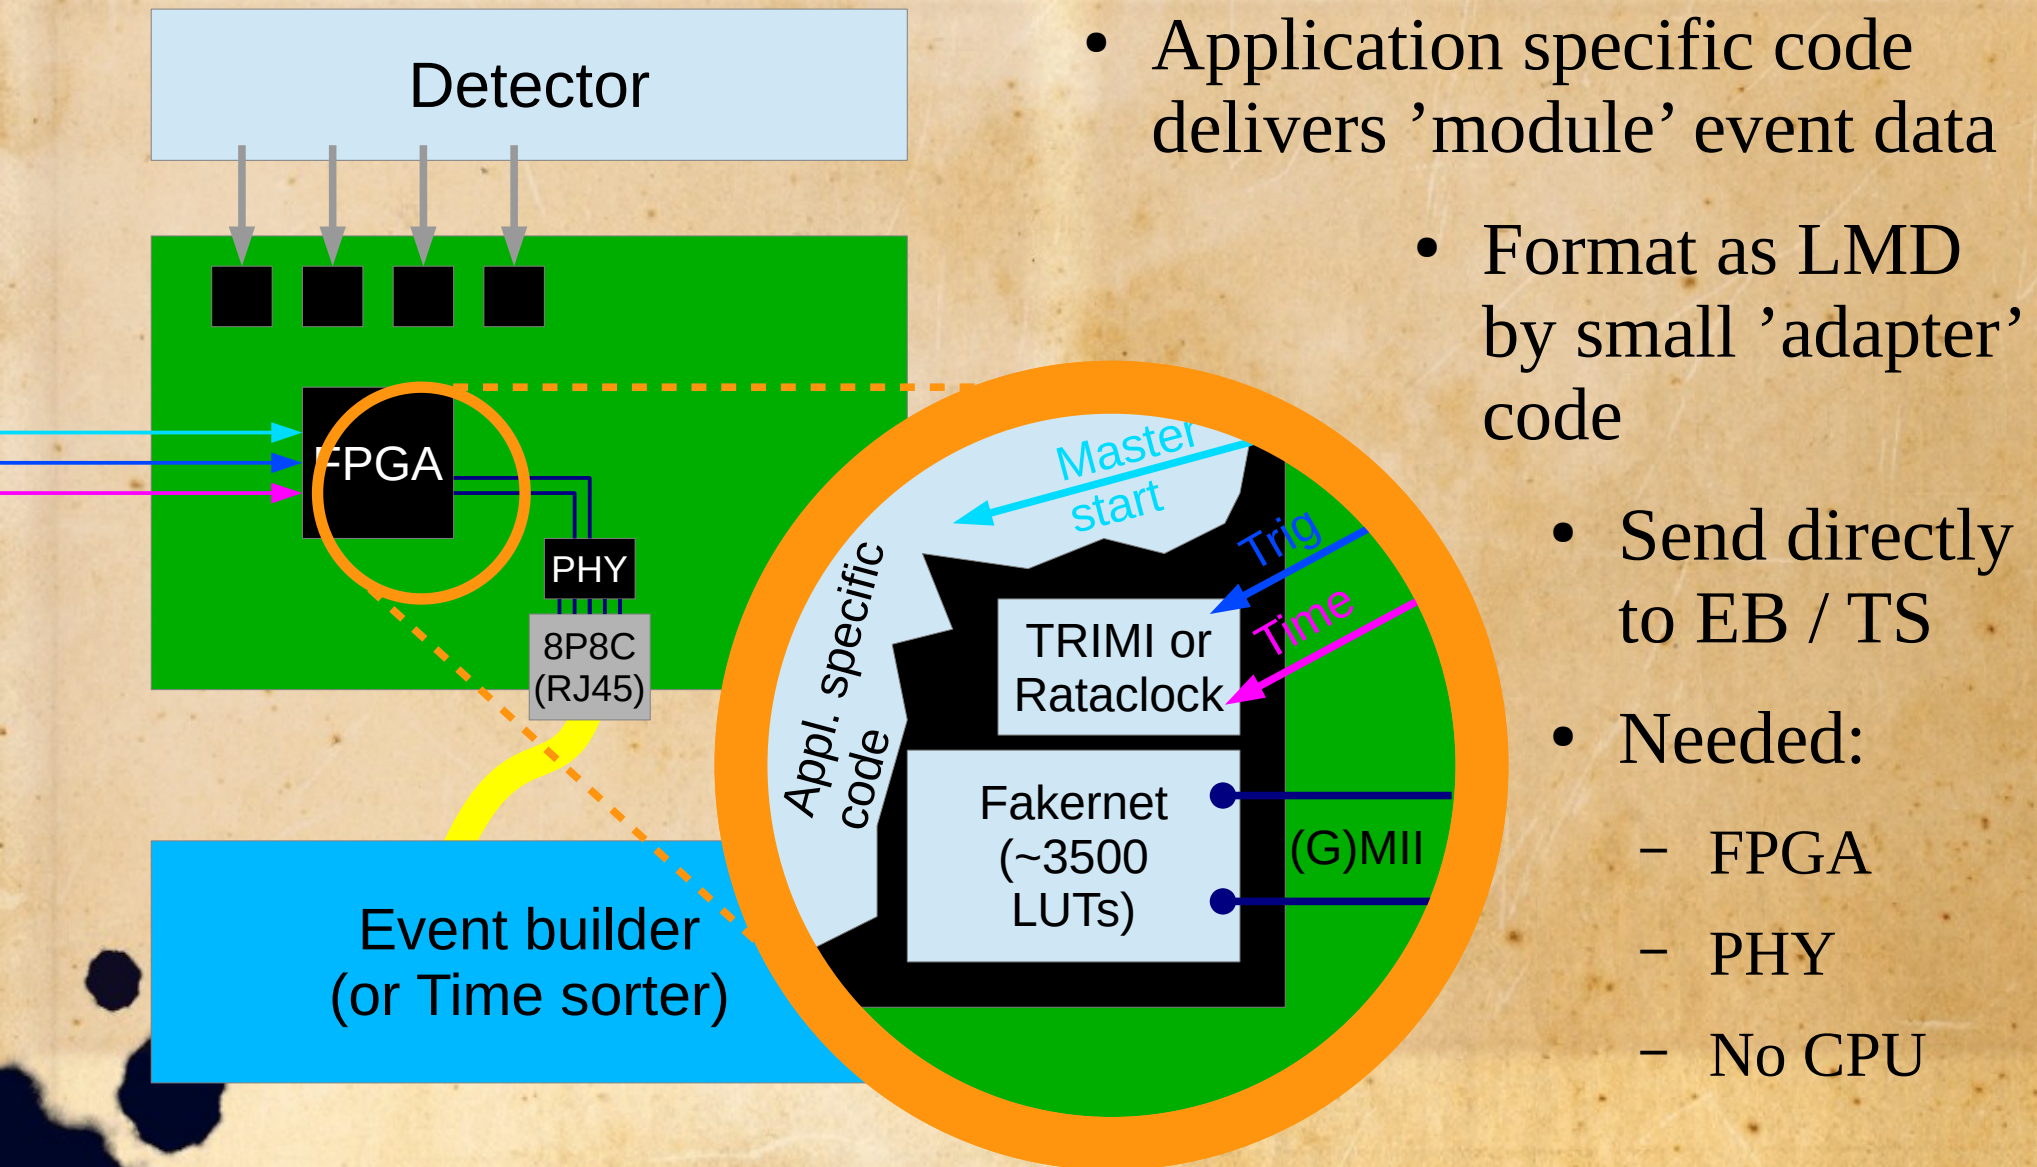 Detector
FPGA
PHY
8P8C
(RJ45)
Event builder
(or Time sorter)
Master
start
Trig
Time
Appl. specific
code
TRIMI or
Rataclock
Fakernet
(~3500
LUTs)
(G)MII
• Application specific code
delivers ’module’ event data
• Format as LMD
by small ’adapter’
code
• Send directly
to EB / TS
• Needed:
– FPGA
– PHY
– No CPU